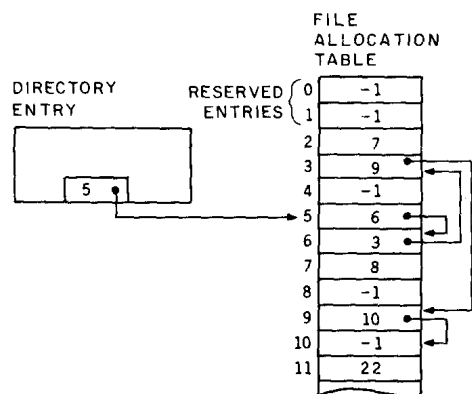 FILE
ALLOCATION
TABLE
DIRECTORY
ENTRY
RESERVED
ENTRIES
5
0 -1
1 -1
2 7
3 9
4 -1
5 6
6 3
7 8
8 -1
9 10
10 -1
11 22